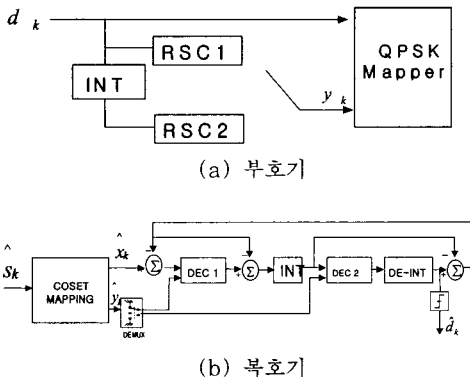 d k
RSC1
INT
RSC2
y k
QPSK
Mapper
(a) 부호기
^
S k
COSET
MAPPING
^
x k
^
y k
DEMUX
- Σ
DEC 1
- + Σ
INT
DEC 2
DE-INT
- Σ
^
d k
(b) 복호기